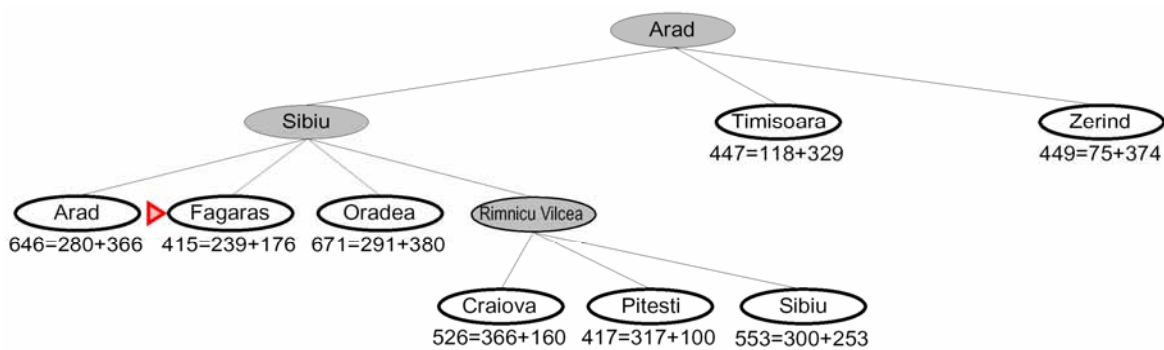 Arad
Sibiu
Timisoara
Zerind
447=118+329
449=75+374
Arad
Fagaras
Oradea
Rimnicu Vilcea
646=280+366
415=239+176
671=291+380
Craiova
Pitesti
Sibiu
526=366+160
417=317+100
553=300+253